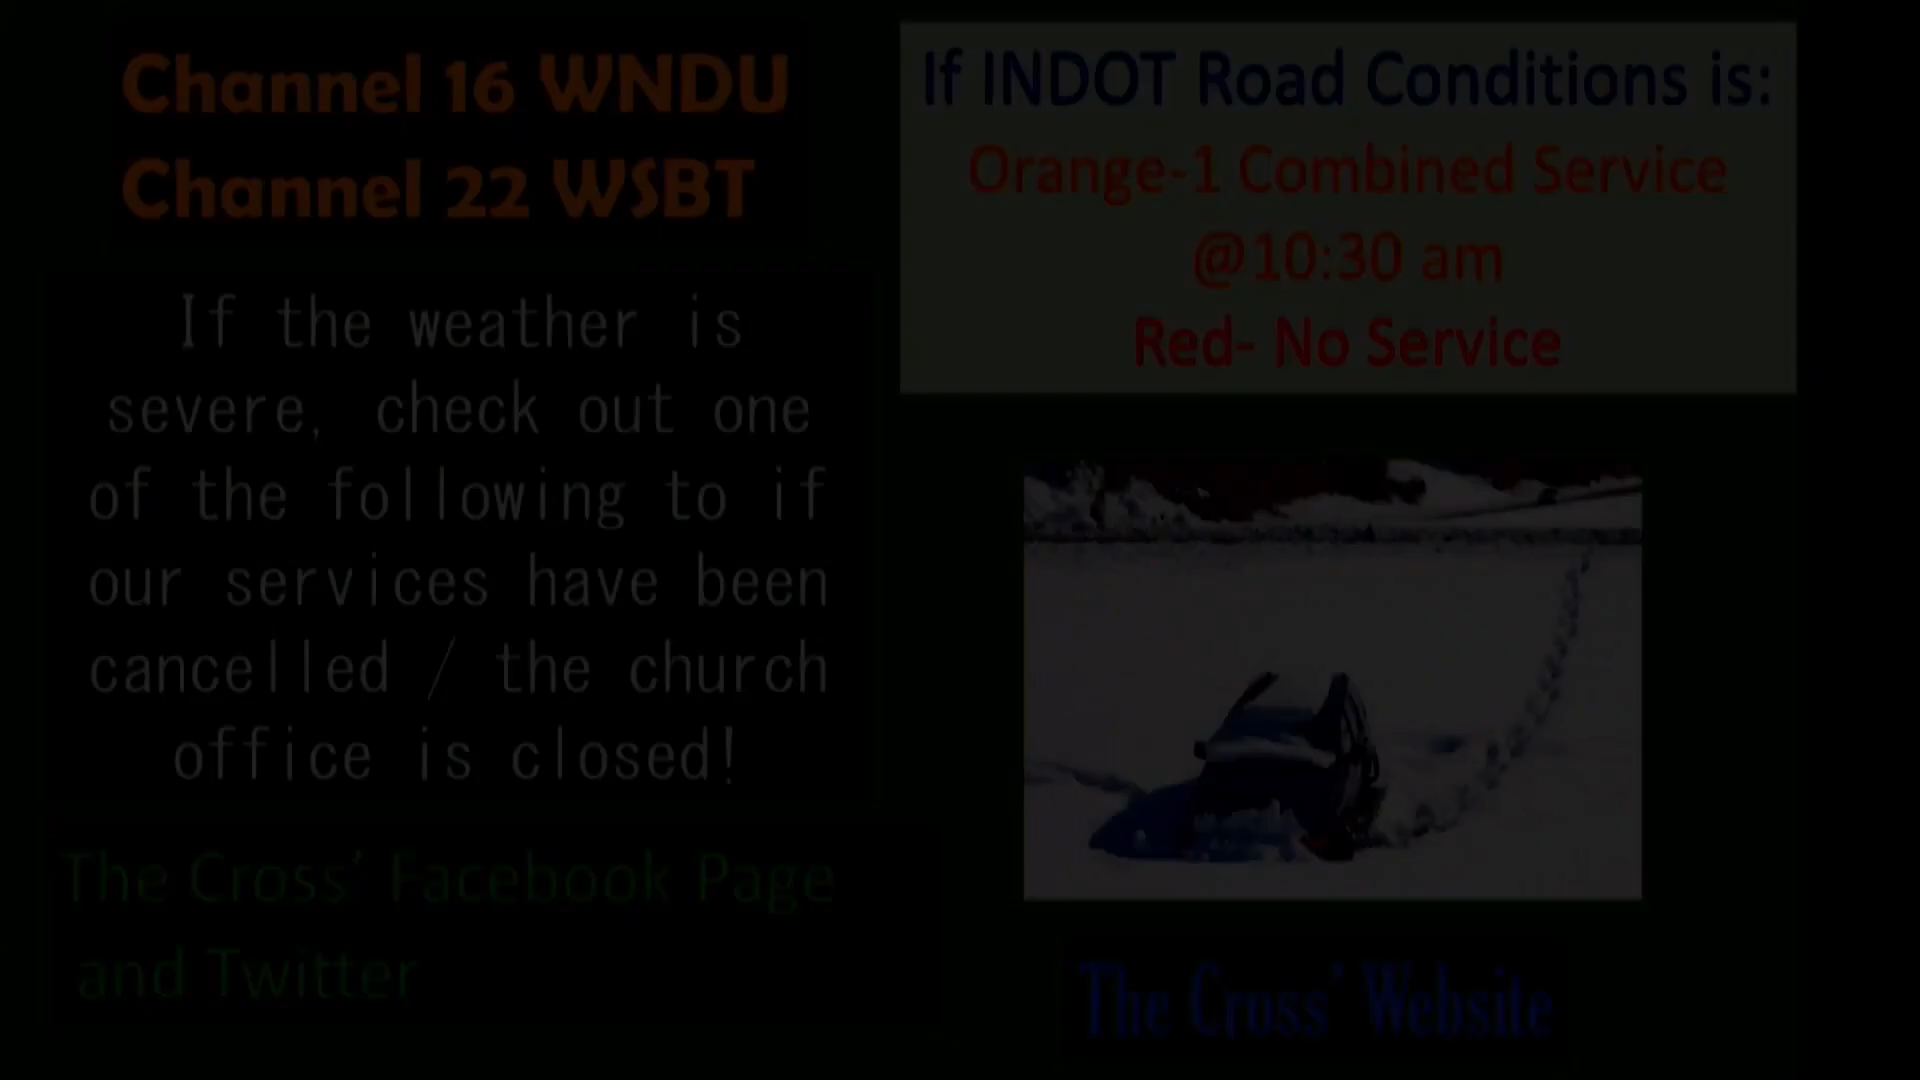 Channel 16 WNDU
Channel 22 WSBT
If the weather is
severe, check out one
of the following to if
our services have been
cancelled / the church
office is closed!
The Cross’ Facebook Page
and Twitter
If INDOT Road Conditions is:
Orange-1 Combined Service
@10:30 am
Red- No Service
The Cross’ Website